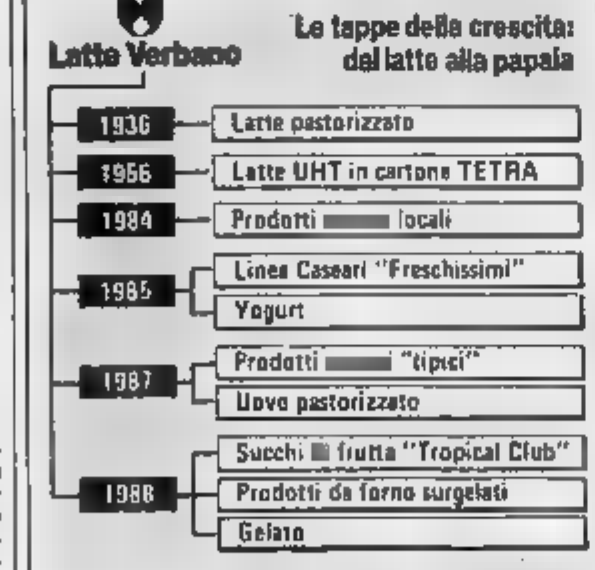 Latte Verbano
Le tappe della crescita:
dal latte alla papaia
1936
Latte pastorizzato
1966
Latte UHT in cartone TETRA
1984
Prodotti locali
1985
Linea Caseari "Freschissimi"
Yogurt
1987
Prodotti "tipici"
Uovo pastorizzato
1988
Succhi frutta "Tropical Club"
Prodotti da forno surgelati
Gelato